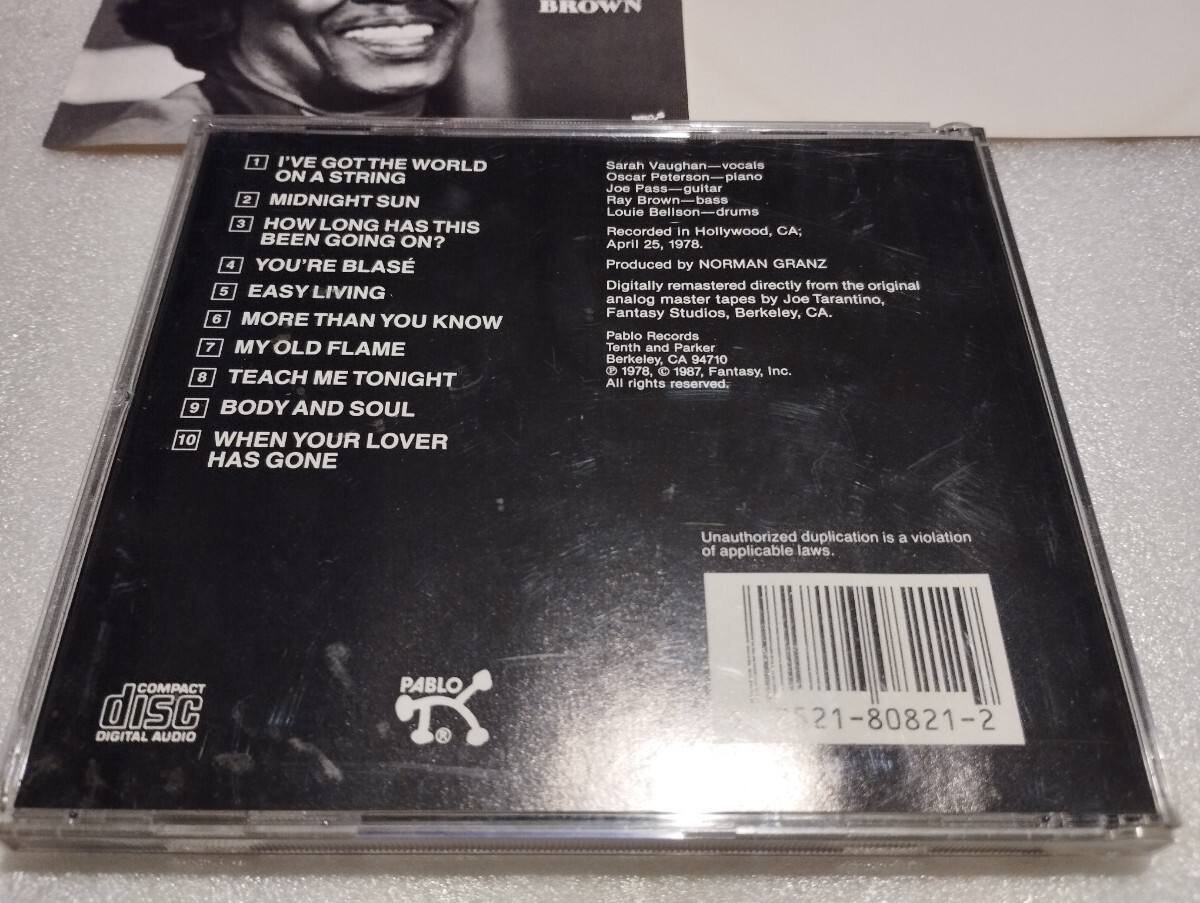 BROWN
1 I'VE GOT THE WORLD
ON A STRING
2 MIDNIGHT SUN
3 HOW LONG HAS THIS
BEEN GOING ON?
4 YOU'RE BLASÉ
5 EASY LIVING
6 MORE THAN YOU KNOW
7 MY OLD FLAME
8 TEACH ME TONIGHT
9 BODY AND SOUL
10 WHEN YOUR LOVER
HAS GONE
Sarah Vaughan—vocals
Oscar Peterson—piano
Joe Pass—guitar
Ray Brown—bass
Louie Bellson—drums
Recorded in Hollywood, CA;
April 25, 1978.
Produced by NORMAN GRANZ
Digitally remastered directly from the original
analog master tapes by Joe Tarantino,
Fantasy Studios, Berkeley, CA.
Pablo Records
Tenth and Parker
Berkeley, CA 94710
℗ 1978, © 1987, Fantasy, Inc.
All rights reserved.
Unauthorized duplication is a violation
of applicable laws.
521-80821-2
COMPACT
disc
DIGITAL AUDIO
PABLO
®